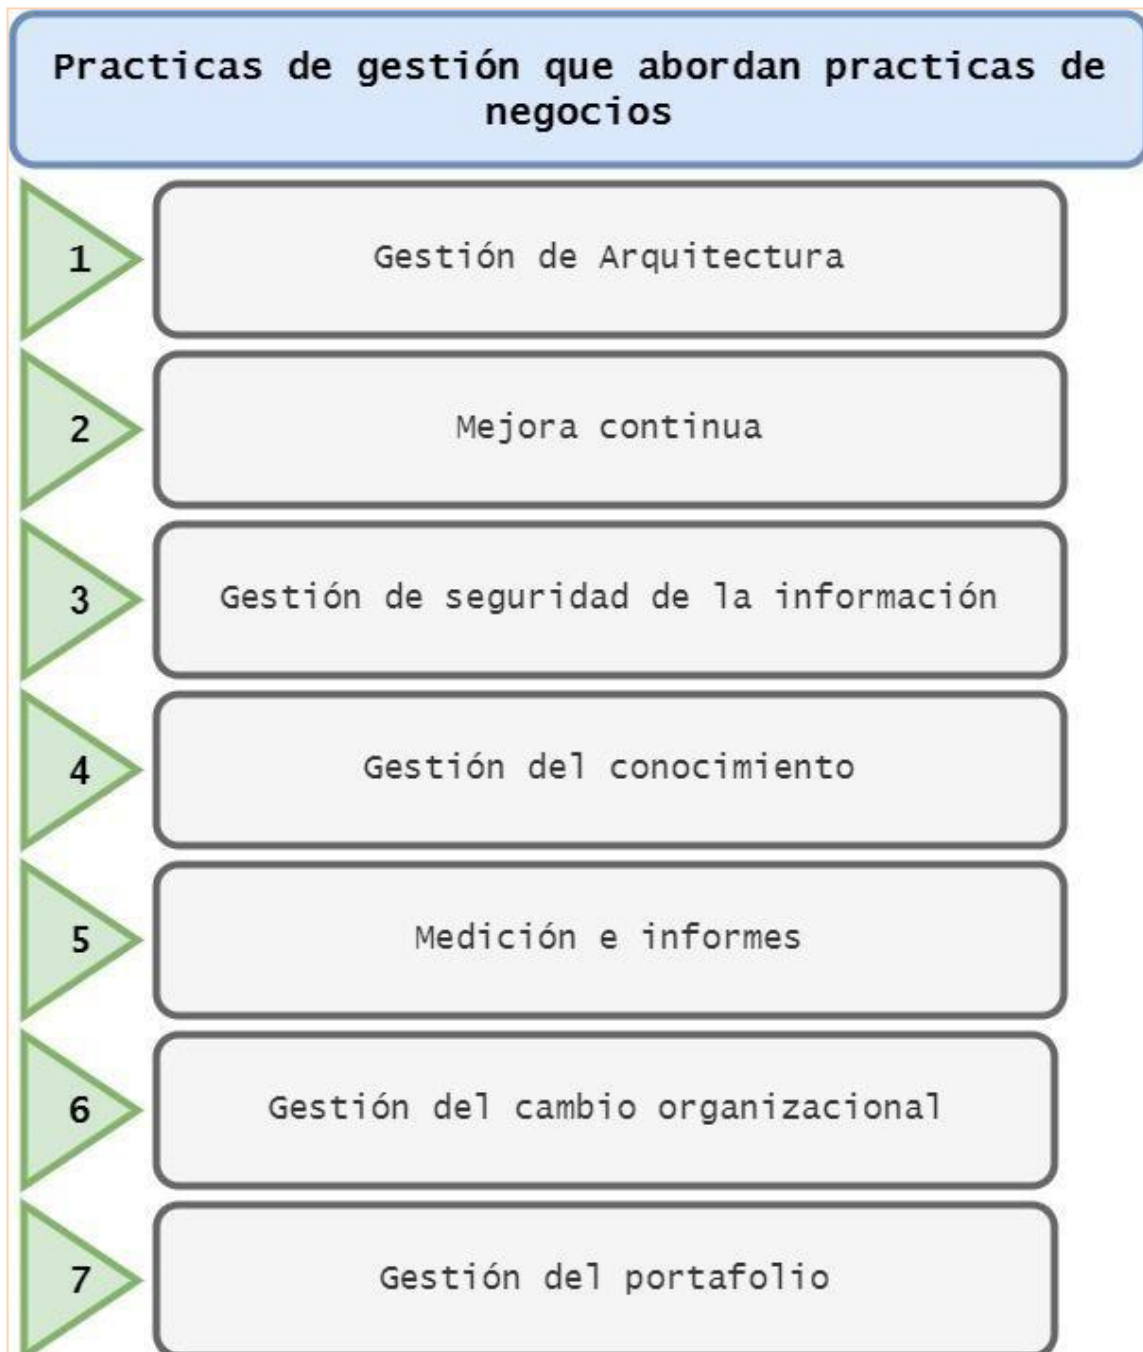 Practicas de gestión que abordan practicas de
negocios
1
Gestión de Arquitectura
2
Mejora continua
3
Gestión de seguridad de la información
4
Gestión del conocimiento
5
Medición e informes
6
Gestión del cambio organizacional
7
Gestión del portafolio